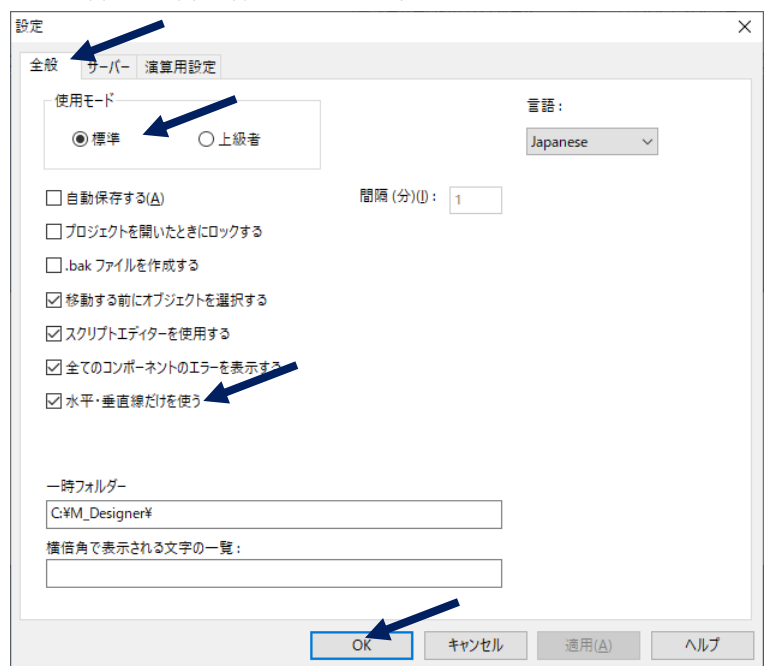 設定
全般 サーバー 演算用設定
使用モード
標準 上級者
言語：
Japanese
自動保存する(A)
間隔 (分)(I)： 1
プロジェクトを開いたときにロックする
.bak ファイルを作成する
移動する前にオブジェクトを選択する
スクリプトエディターを使用する
全てのコンポーネントのエラーを表示する
水平・垂直線だけを使う
一時フォルダー
C:¥M_Designer¥
横倍角で表示される文字の一覧：
OK キャンセル 適用(A) ヘルプ